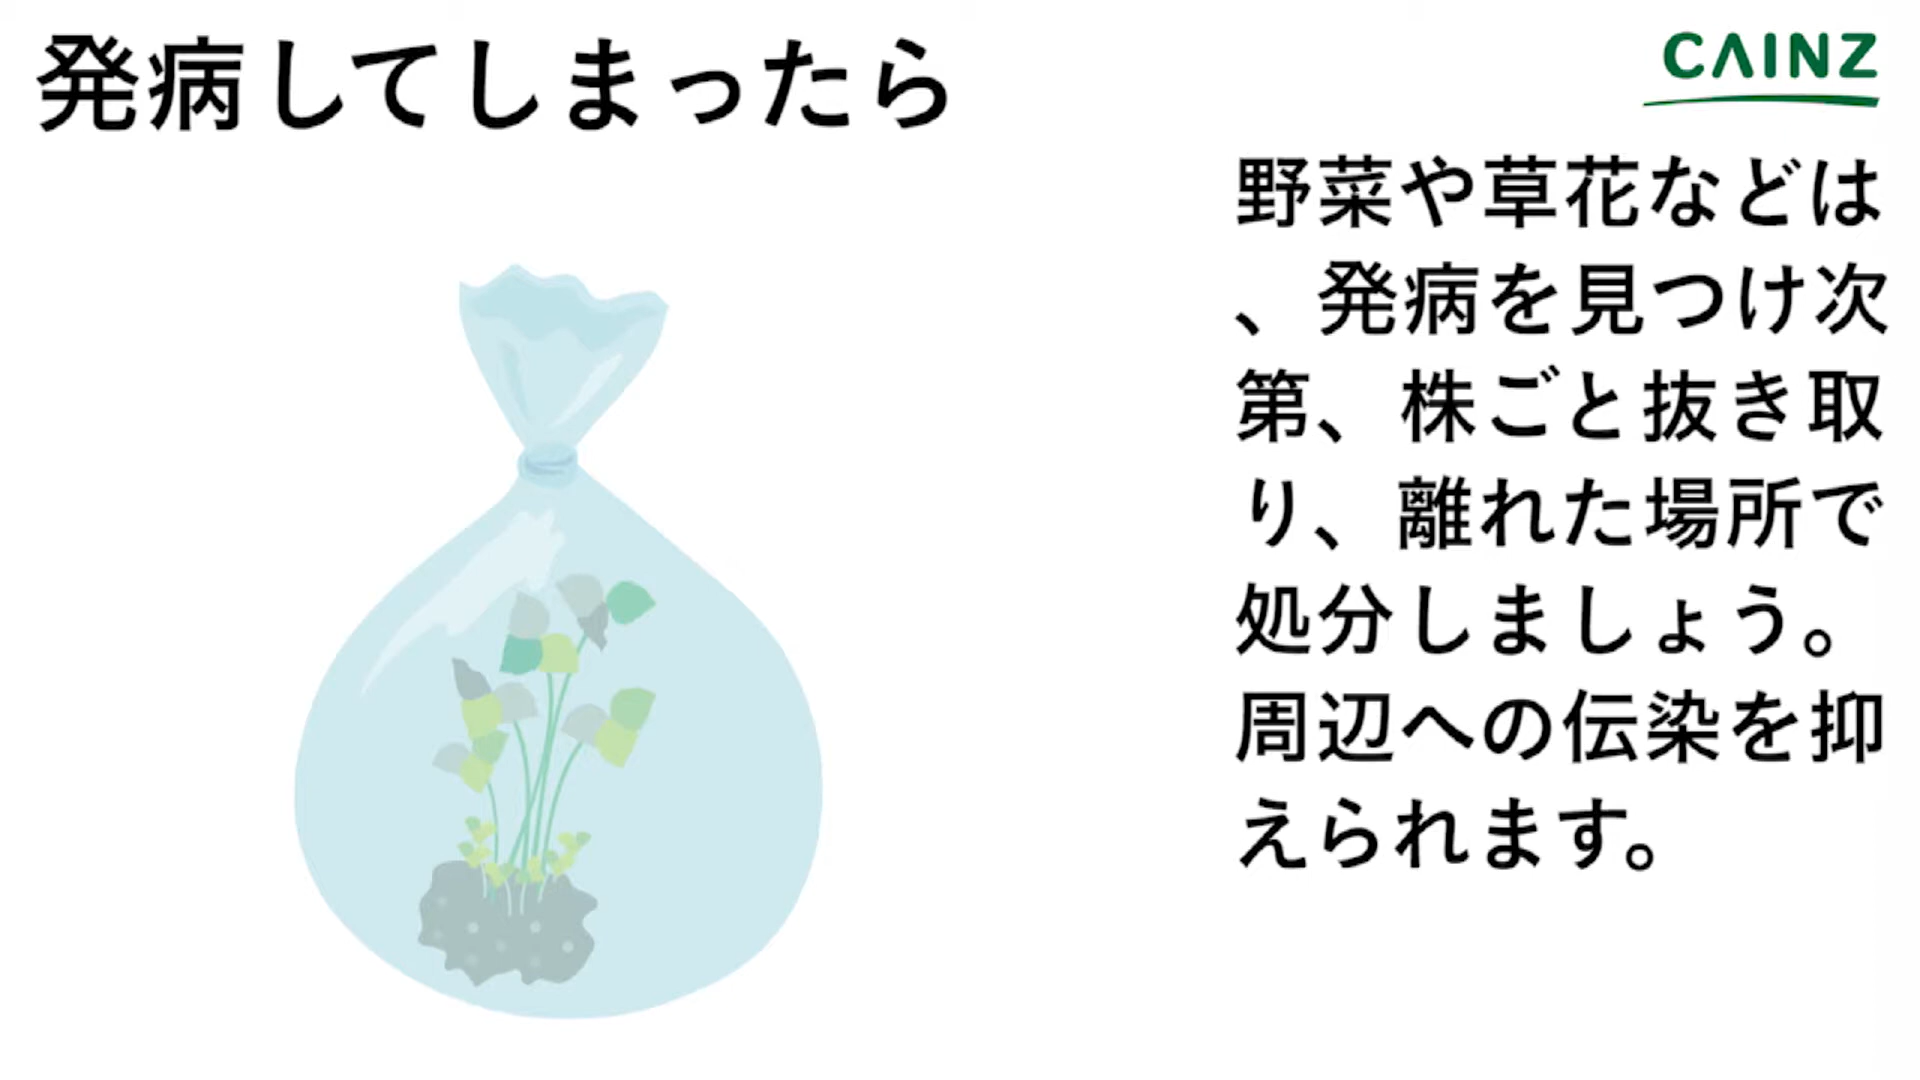 発病してしまったら
CAINZ
野菜や草花などは
、発病を見つけ次
第、株ごと抜き取
り、離れた場所で
処分しましょう。
周辺への伝染を抑
えられます。